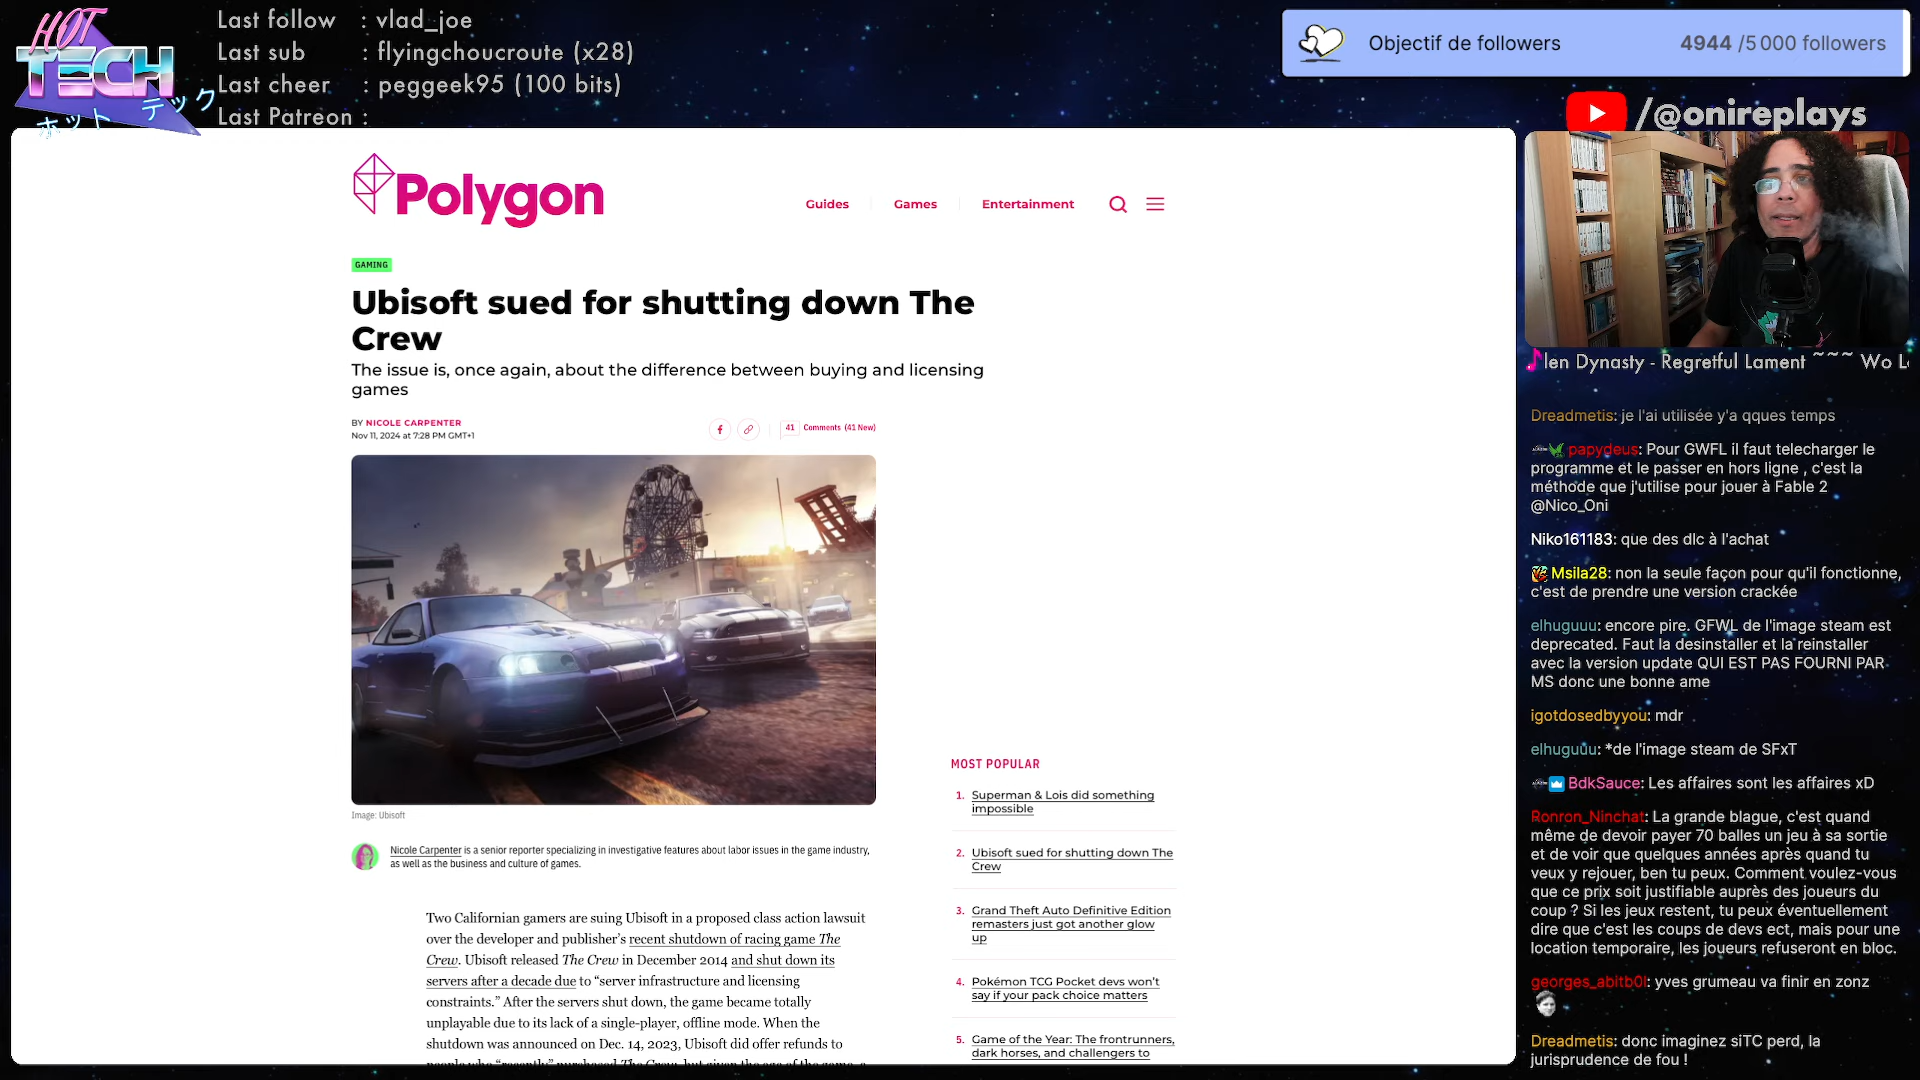 HOT
TECH
ホット テック
Last follow : vlad_joe
Last sub : flyingchoucroute (x28)
Last cheer : peggeek95 (100 bits)
Last Patreon :
Objectif de followers 4944 /5 000 followers
/@onireplays
Polygon
Guides
Games
Entertainment
GAMING
Ubisoft sued for shutting down The
Crew
The issue is, once again, about the difference between buying and licensing
games
BY NICOLE CARPENTER
Nov 11, 2024 at 7:28 PM GMT+1
41 Comments (41 New)
Image: Ubisoft
Nicole Carpenter is a senior reporter specializing in investigative features about labor issues in the game industry,
as well as the business and culture of games.
Two Californian gamers are suing Ubisoft in a proposed class action lawsuit
over the developer and publisher's recent shutdown of racing game The
Crew. Ubisoft released The Crew in December 2014 and shut down its
servers after a decade due to “server infrastructure and licensing
constraints.” After the servers shut down, the game became totally
unplayable due to its lack of a single-player, offline mode. When the
shutdown was announced on Dec. 14, 2023, Ubisoft did offer refunds to
people who “recently” purchased The Crew, but given the age of the game, a
MOST POPULAR
1. Superman & Lois did something
impossible
2. Ubisoft sued for shutting down The
Crew
3. Grand Theft Auto Definitive Edition
remasters just got another glow
up
4. Pokémon TCG Pocket devs won't
say if your pack choice matters
5. Game of the Year: The frontrunners,
dark horses, and challengers to
len Dynasty - Regretful Lament ~~~ Wo L
Dreadmetis: je l'ai utilisée y'a qques temps
papydeus: Pour GWFL il faut telecharger le
programme et le passer en hors ligne , c'est la
méthode que j'utilise pour jouer à Fable 2
@Nico_Oni
Niko161183: que des dlc à l'achat
Msila28: non la seule façon pour qu'il fonctionne,
c'est de prendre une version crackée
elhuguuu: encore pire. GFWL de l'image steam est
deprecated. Faut la desinstaller et la reinstaller
avec la version update QUI EST PAS FOURNI PAR
MS donc une bonne ame
igotdosedbyyou: mdr
elhuguuu: *de l'image steam de SFxT
BdkSauce: Les affaires sont les affaires xD
Ronron_Ninchat: La grande blague, c'est quand
même de devoir payer 70 balles un jeu à sa sortie
et de voir que quelques années après quand tu
veux y rejouer, ben tu peux. Comment voulez-vous
que ce prix soit justifiable auprès des joueurs du
coup ? Si les jeux restent, tu peux éventuellement
dire que c'est les coups de devs ect, mais pour une
location temporaire, les joueurs refuseront en bloc.
georges_abitb0l: yves grumeau va finir en zonz
Dreadmetis: donc imaginez siTC perd, la
jurisprudence de fou !